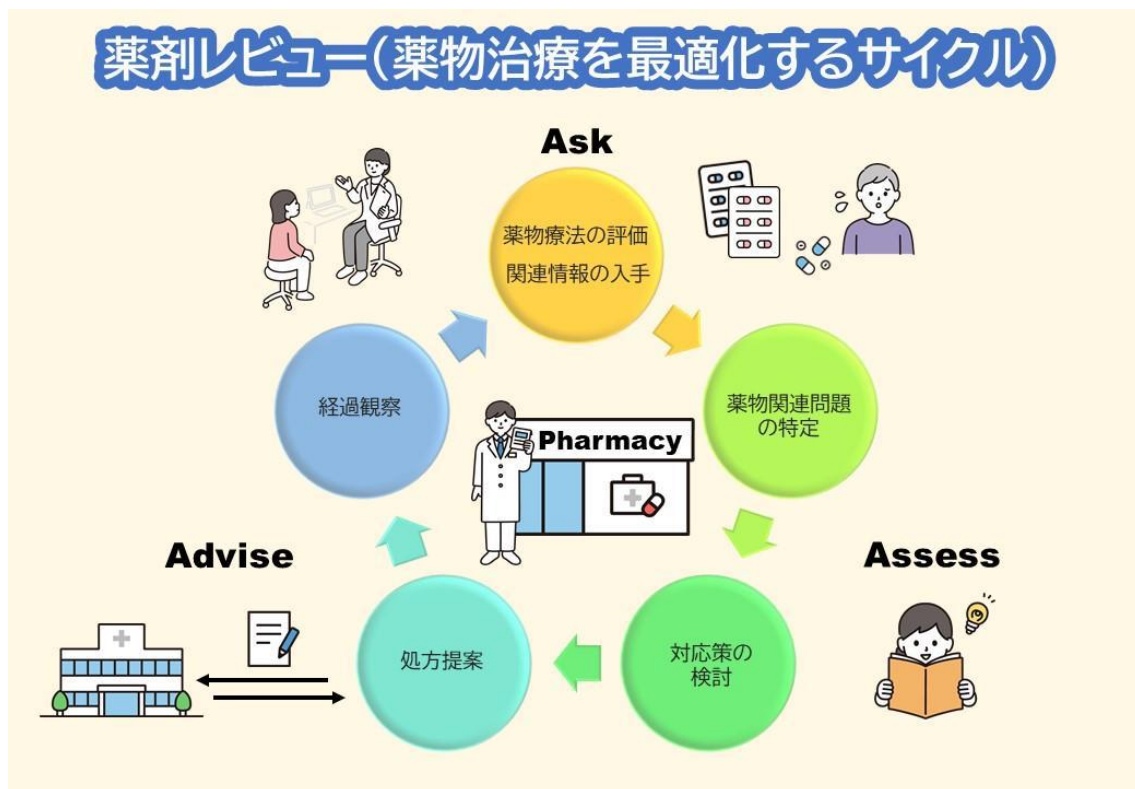 薬剤レビュー(薬物治療を最適化するサイクル)
Ask
薬物療法の評価
関連情報の入手
薬物関連問題
の特定
経過観察
Pharmacy
Advise
Assess
処方提案
対応策の
検討